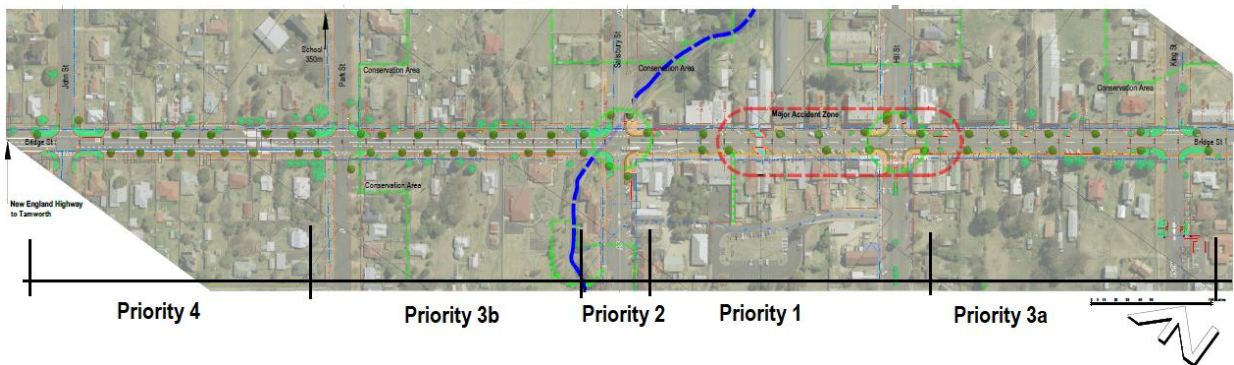 School
350m
John St
Park St
Salisbury St
Hill St
King St
Conservation Area
Conservation Area
Conservation Area
Major Accident Zone
Bridge St
Bridge St
Conservation Area
New England Highway
to Tamworth
Priority 4
Priority 3b
Priority 2
Priority 1
Priority 3a